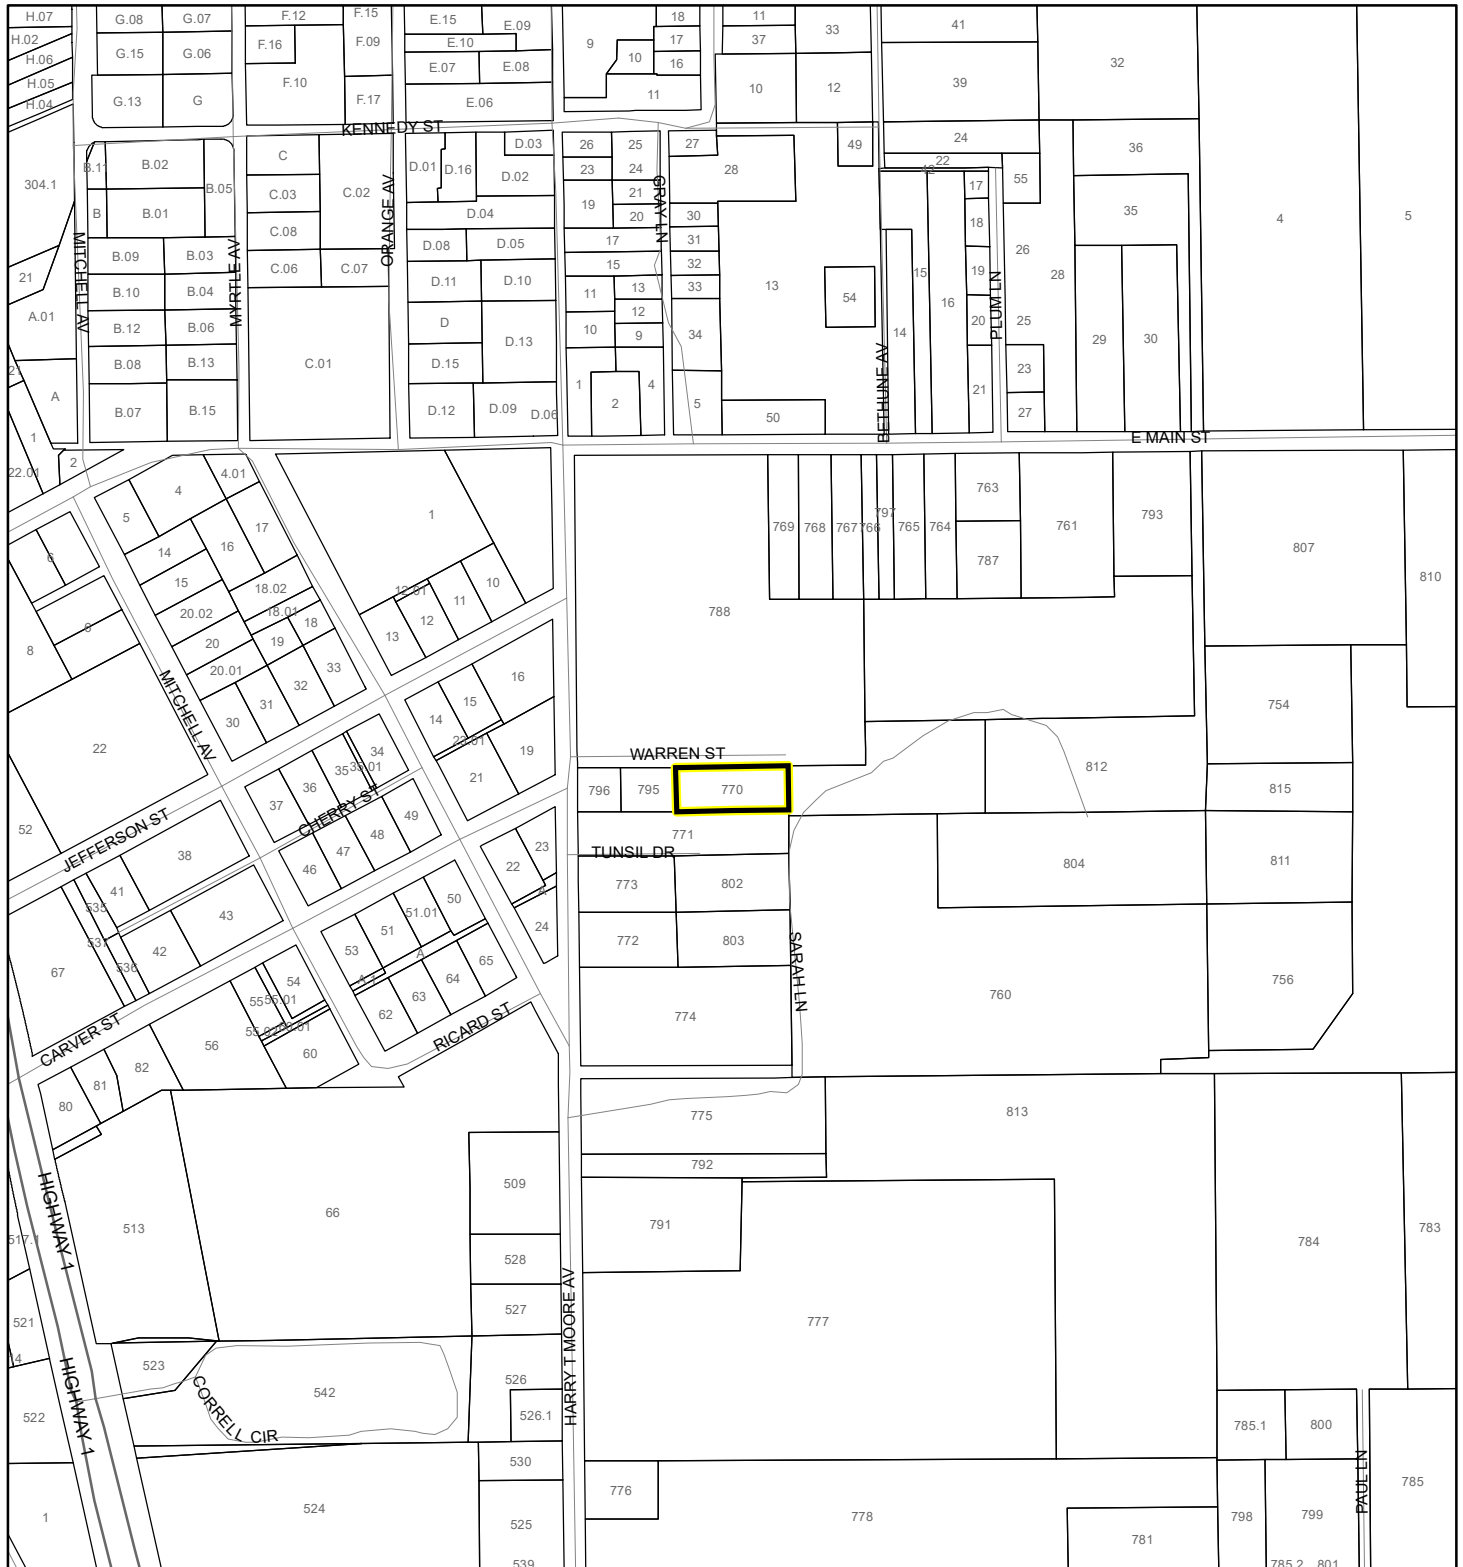 H.07
G.08
F.12
F.15
E.15
E.09
18
11
41
H.02
G.15
G.06
F.16
F.09
E.10
9
17
37
33
32
H.06
E.07
E.08
10
16
H.05
F.10
39
H.04
G.13
G
F.17
E.06
11
10
12
KENNEDY ST
B.11
B.02
C
D.01
D.16
D.03
26
25
27
49
24
22
36
304.1
B.05
C.03
C.02
D.02
23
24
28
42
17
55
B
B.01
ORANGE AV
D.04
19
21
20
GRAY LN
30
18
35
4
5
C.08
D.08
D.05
17
31
26
MITCHELL AV
B.09
B.03
MYRTLE AV
C.06
C.07
15
32
19
28
21
B.10
B.04
D.11
D.10
11
13
33
13
54
15
16
PLUM LN
A.01
B.12
B.06
D
12
10
9
34
14
20
25
29
30
21
B.08
B.13
C.01
D.15
D.13
BETHUNE AV
23
A
B.07
B.15
D.12
D.09
D.06
1
2
4
5
50
21
27
1
E MAIN ST
22.01
2
4
4.01
5
1
769
768
767
766
797
765
764
763
761
793
807
17
14
16
787
810
6
15
18.02
12.01
11
10
20.02
18.01
12
788
8
9
20
19
18
13
20.01
33
16
MITCHELL AV
32
31
15
754
30
14
22
34
23.01
19
WARREN ST
812
35
35.01
21
36
796
795
770
815
37
CHERRY ST
49
52
JEFFERSON ST
48
771
38
47
23
TUNSIL DR
46
22
804
811
41
773
802
535
50
A
43
51.01
24
537
51
772
803
SARAH LN
42
53
A
536
65
67
A.1
64
756
54
63
760
55
55.01
62
774
CARVER ST
55.02
60.01
RICARD ST
56
60
82
81
80
775
813
792
HIGHWAY 1
509
513
66
791
783
517.1
784
528
HARRY T MOORE AV
527
777
521
14
523
HIGHWAY 1
526
542
CORRELL CIR
522
526.1
785.1
800
530
PAUL LN
785
776
524
778
1
525
798
799
781
539
785.2
801